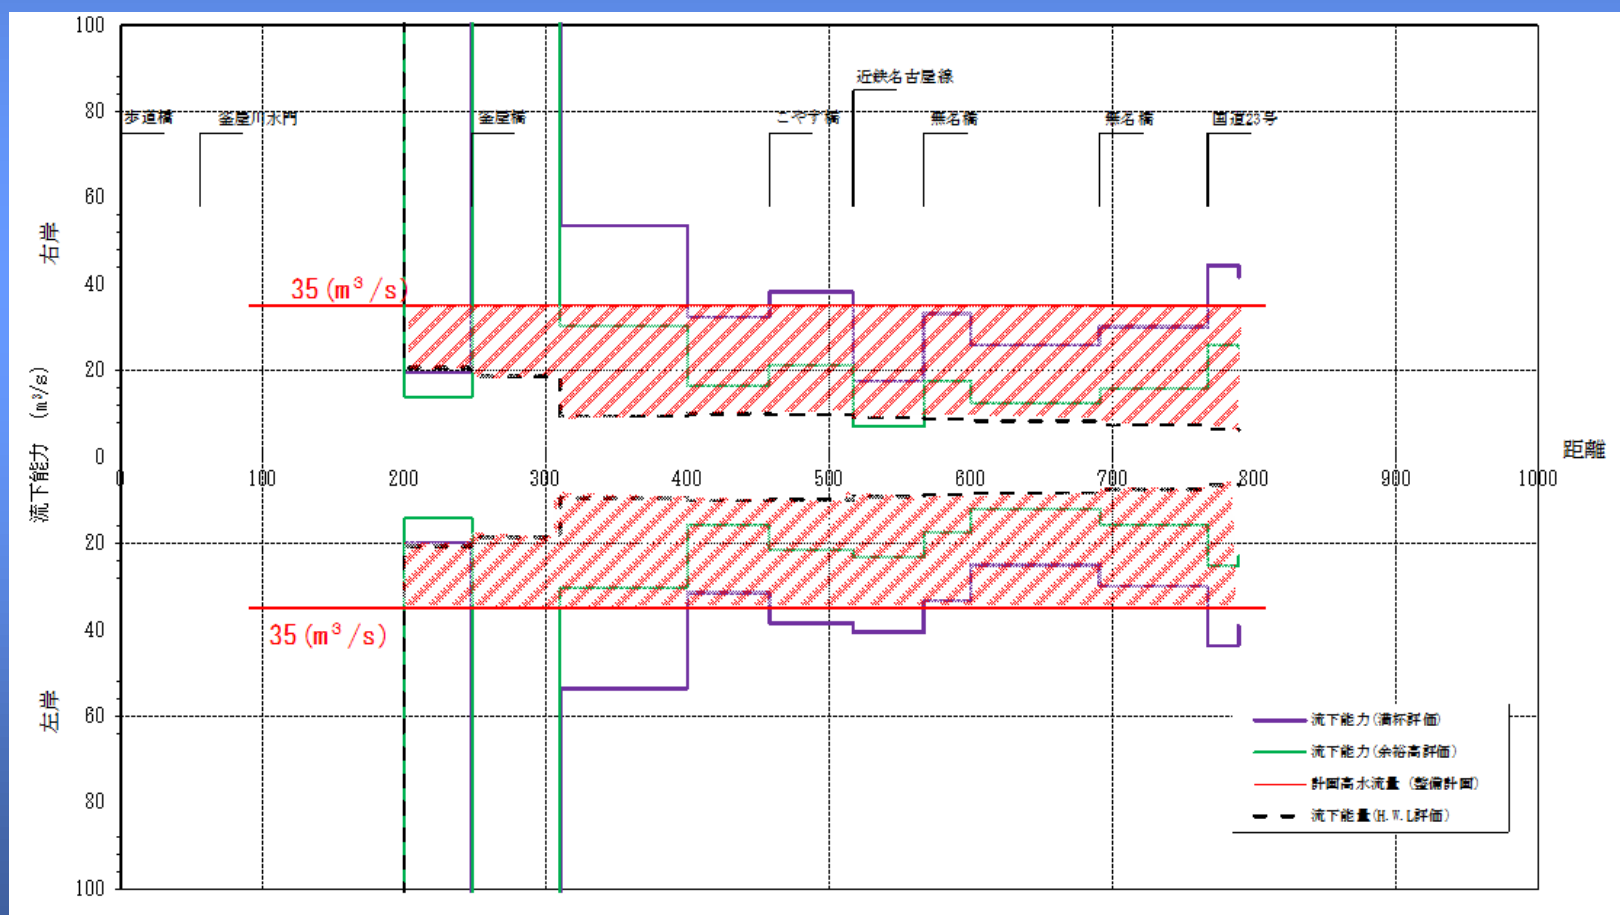 100
80
60
40
20
0
20
40
60
80
100
右岸
流下能力 (m³/s)
左岸
近鉄名古屋線
歩道橋
釜屋川水門
釜屋橋
こやす橋
無名橋
無名橋
国道23号
35(m³/s)
0 100 200 300 400 500 600 700 800 900 1000
距離
35(m³/s)
流下能力(満杯評価)
流下能力(余裕高評価)
計画高水流量 (整備計画)
流下能量(H.W.L評価)